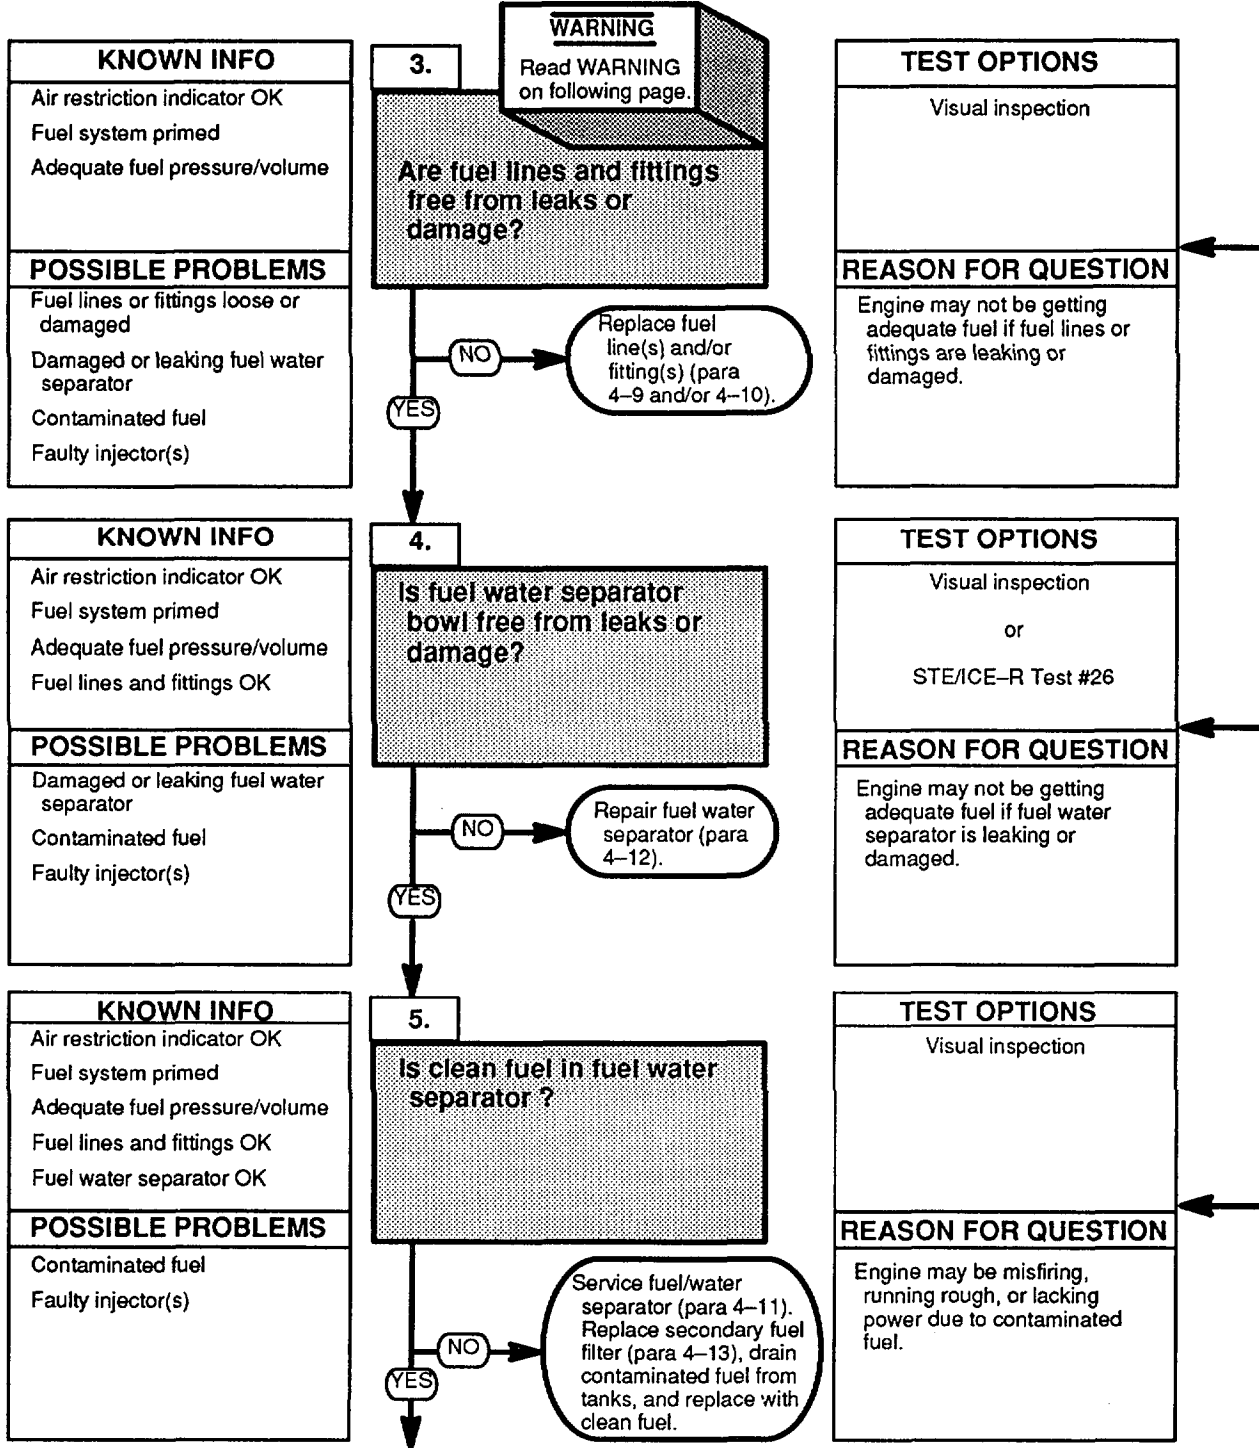 KNOWN INFO
Air restriction indicator OK
Fuel system primed
Adequate fuel pressure/volume
POSSIBLE PROBLEMS
Fuel lines or fittings loose or
damaged
Damaged or leaking fuel water
separator
Contaminated fuel
Faulty injector(s)
3.
WARNING
Read WARNING
on following page.
Are fuel lines and fittings
free from leaks or
damage?
NO
Replace fuel
line(s) and/or
fitting(s) (para
4–9 and/or 4–10).
YES
TEST OPTIONS
Visual inspection
REASON FOR QUESTION
Engine may not be getting
adequate fuel if fuel lines or
fittings are leaking or
damaged.
KNOWN INFO
Air restriction indicator OK
Fuel system primed
Adequate fuel pressure/volume
Fuel lines and fittings OK
POSSIBLE PROBLEMS
Damaged or leaking fuel water
separator
Contaminated fuel
Faulty injector(s)
4.
Is fuel water separator
bowl free from leaks or
damage?
NO
Repair fuel water
separator (para
4–12).
YES
TEST OPTIONS
Visual inspection
or
STE/ICE–R Test #26
REASON FOR QUESTION
Engine may not be getting
adequate fuel if fuel water
separator is leaking or
damaged.
KNOWN INFO
Air restriction indicator OK
Fuel system primed
Adequate fuel pressure/volume
Fuel lines and fittings OK
Fuel water separator OK
POSSIBLE PROBLEMS
Contaminated fuel
Faulty injector(s)
5.
Is clean fuel in fuel water
separator ?
NO
Service fuel/water
separator (para 4–11).
Replace secondary fuel
filter (para 4–13), drain
contaminated fuel from
tanks, and replace with
clean fuel.
YES
TEST OPTIONS
Visual inspection
REASON FOR QUESTION
Engine may be misfiring,
running rough, or lacking
power due to contaminated
fuel.